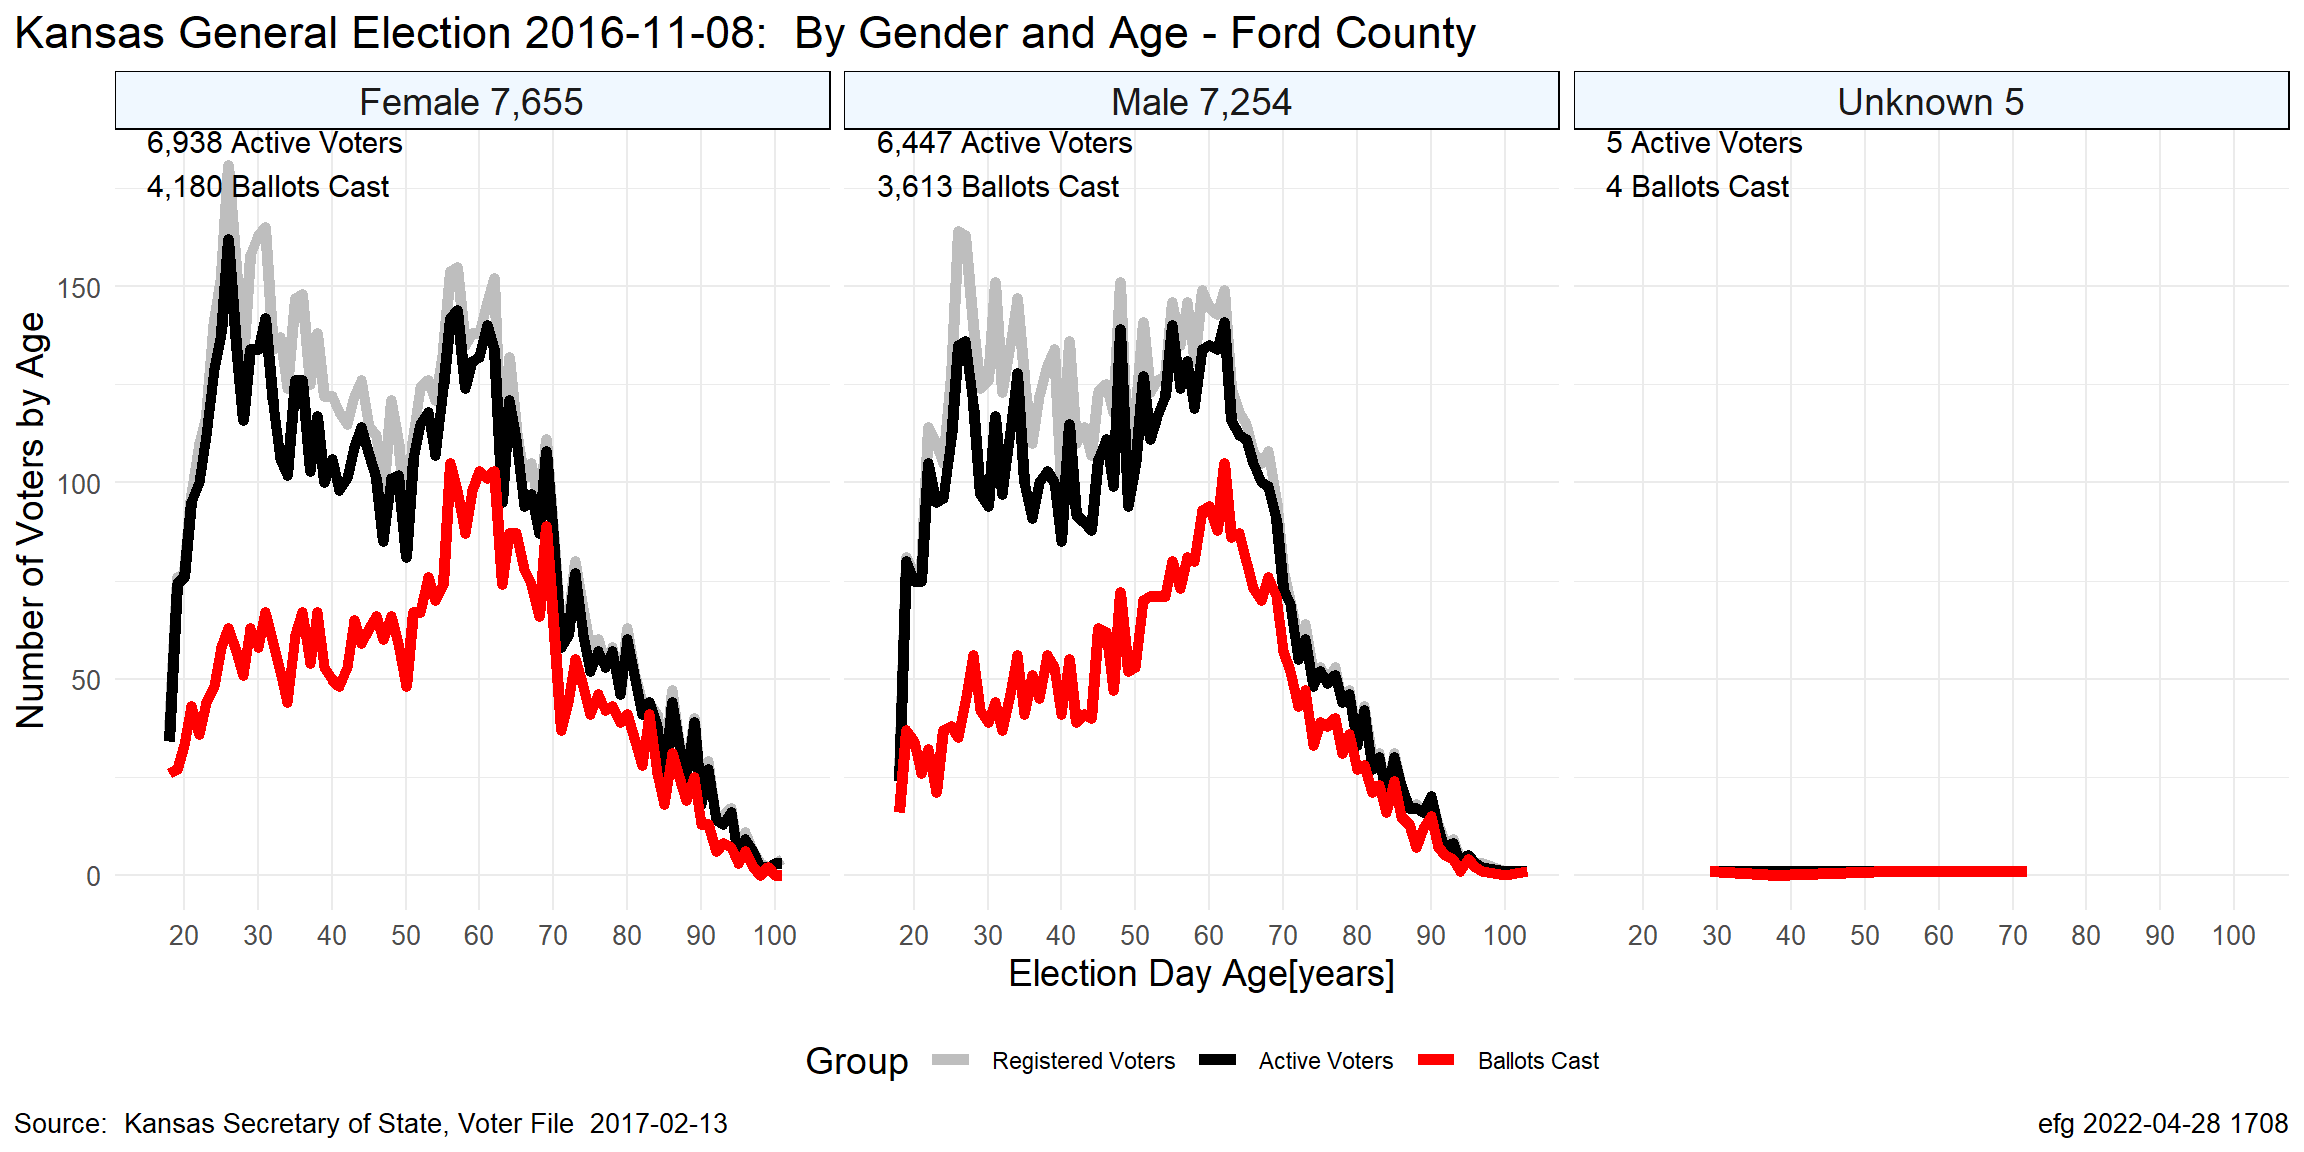 Kansas General Election 2016-11-08:  By Gender and Age - Ford County
Female 7,655
Male 7,254
Unknown 5
6,938 Active Voters
4,180 Ballots Cast
6,447 Active Voters
3,613 Ballots Cast
5 Active Voters
4 Ballots Cast
Number of Voters by Age
150
100
50
0
20 30 40 50 60 70 80 90 100
20 30 40 50 60 70 80 90 100
20 30 40 50 60 70 80 90 100
Election Day Age[years]
Group Registered Voters Active Voters Ballots Cast
Source:  Kansas Secretary of State, Voter File  2017-02-13
efg 2022-04-28 1708